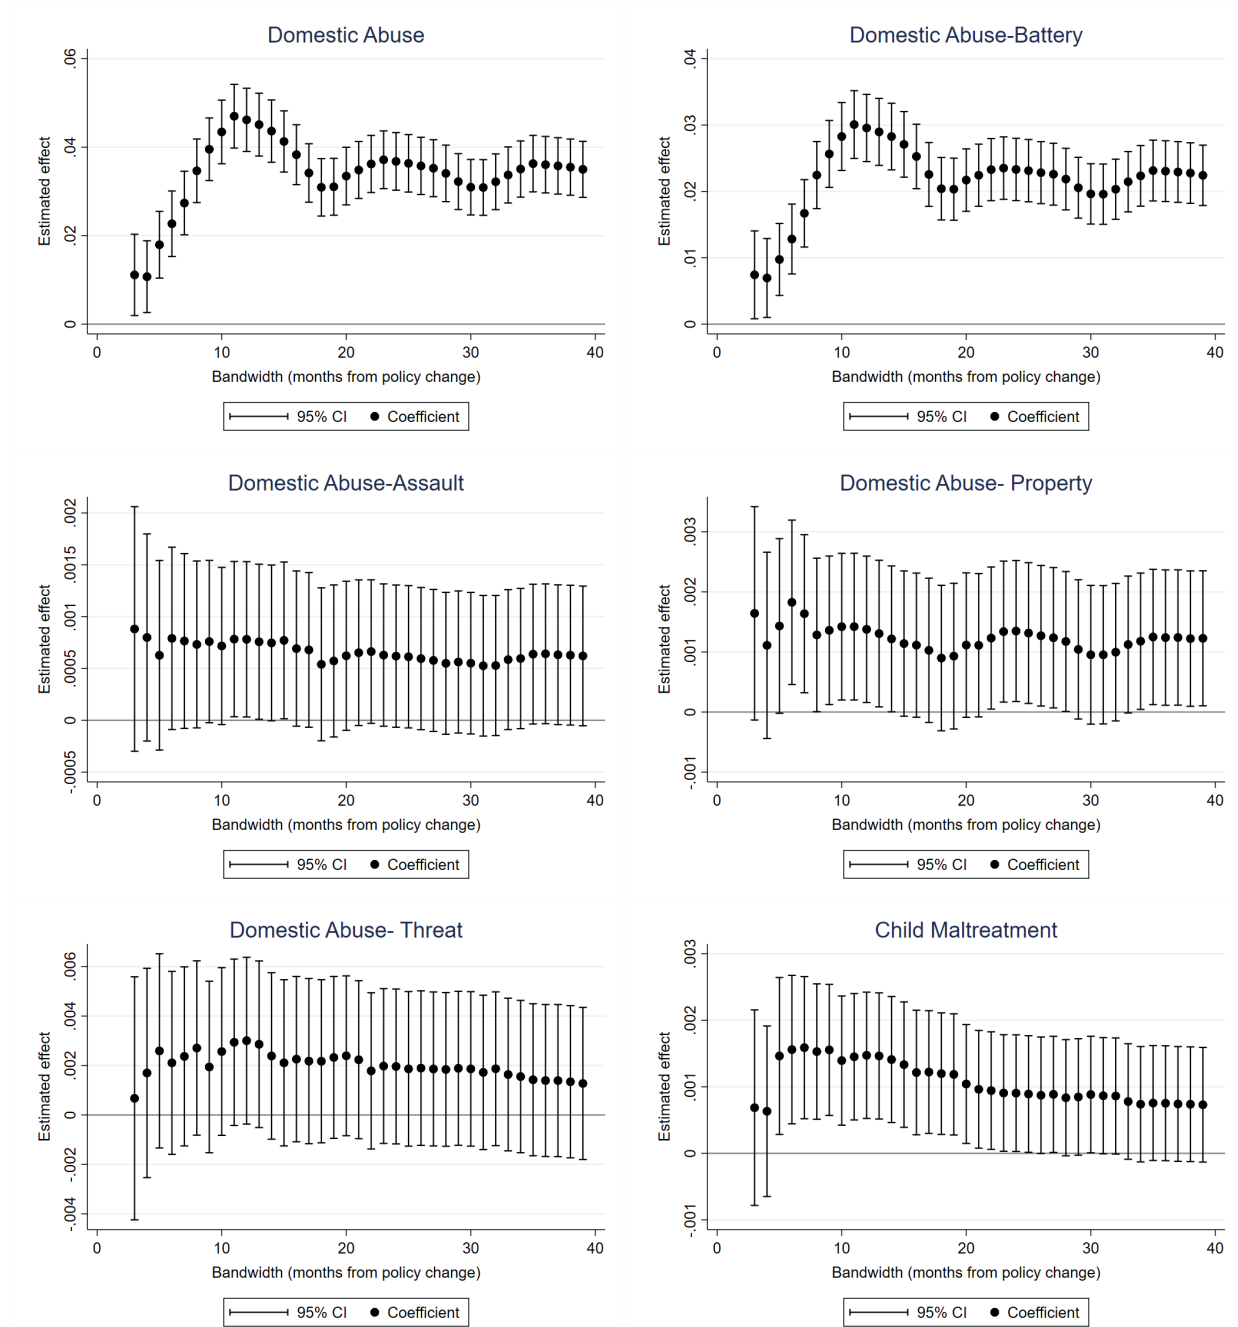 Domestic Abuse
.06
.04
.02
0
Estimated effect
0 10 20 30 40
Bandwidth (months from policy change)
95% CI Coefficient
Domestic Abuse-Battery
.04
.03
.02
.01
0
Estimated effect
0 10 20 30 40
Bandwidth (months from policy change)
95% CI Coefficient
Domestic Abuse-Assault
.002
.0015
.001
.0005
0
-.0005
Estimated effect
0 10 20 30 40
Bandwidth (months from policy change)
95% CI Coefficient
Domestic Abuse- Property
.003
.002
.001
0
-.001
Estimated effect
0 10 20 30 40
Bandwidth (months from policy change)
95% CI Coefficient
Domestic Abuse- Threat
.006
.004
.002
0
-.002
-.004
Estimated effect
0 10 20 30 40
Bandwidth (months from policy change)
95% CI Coefficient
Child Maltreatment
.003
.002
.001
0
-.001
Estimated effect
0 10 20 30 40
Bandwidth (months from policy change)
95% CI Coefficient